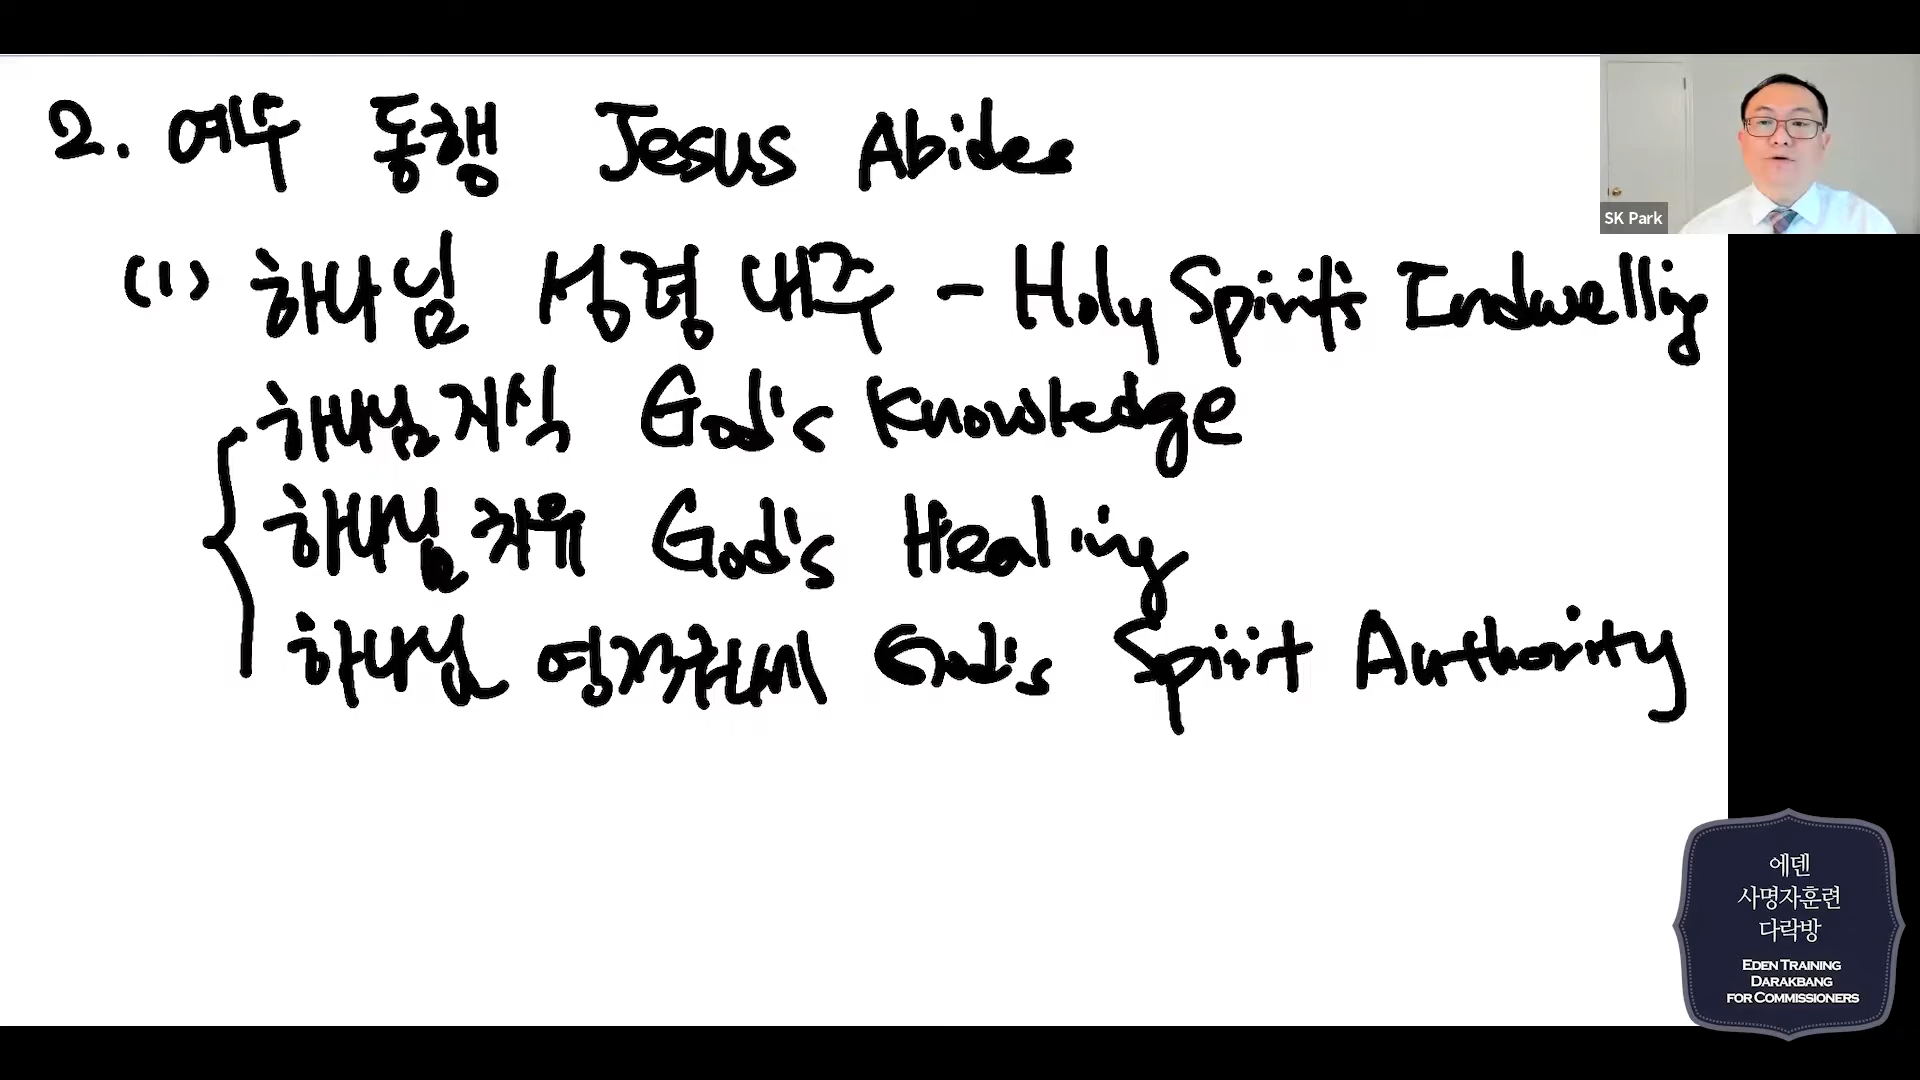 2. 예수 동행 Jesus Abides
SK Park
(1) 하나님 성령 내주 - Holy Spirit's Indwelling
하나님 지식 God's Knowledge
하나님 치유 God's Healing
하나님 영적권세 God's Spirit Authority
에덴
사명자훈련
다락방
EDEN TRAINING
DARAKBANG
FOR COMMISSIONERS